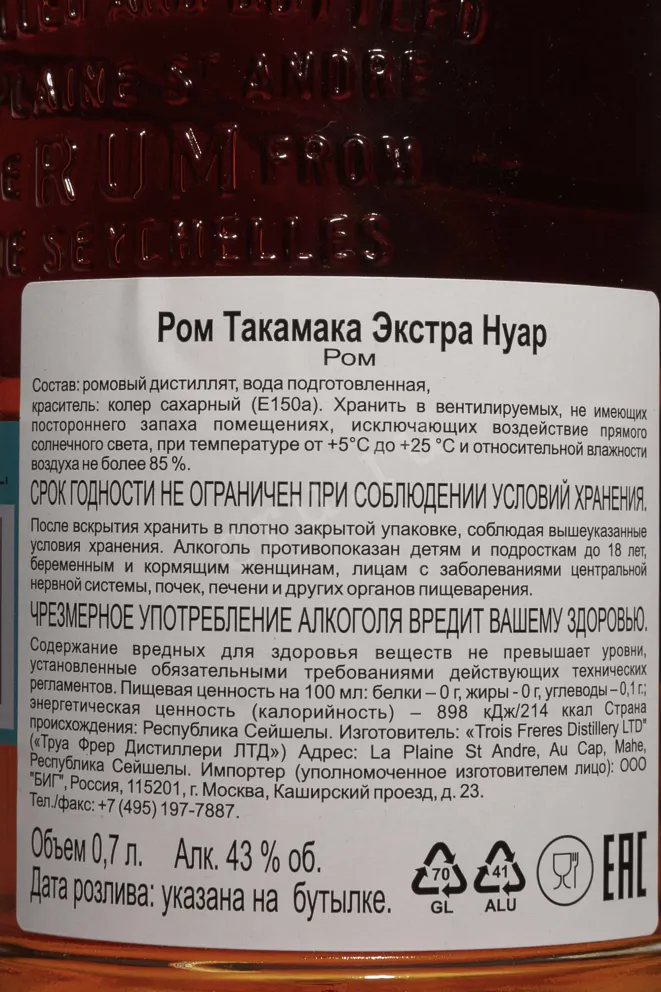 AND BOTTLED
LAINE ST ANDRE
RUM FROM
SEYCHELLES
Ром Такамака Экстра Нуар
Ром
Состав: ромовый дистиллят, вода подготовленная,
краситель: колер сахарный (Е150а). Хранить в вентилируемых, не имеющих
постороннего запаха помещениях, исключающих воздействие прямого
солнечного света, при температуре от +5°C до +25 °C и относительной влажности
воздуха не более 85 %.
СРОК ГОДНОСТИ НЕ ОГРАНИЧЕН ПРИ СОБЛЮДЕНИИ УСЛОВИЙ ХРАНЕНИЯ.
После вскрытия хранить в плотно закрытой упаковке, соблюдая вышеуказанные
условия хранения. Алкоголь противопоказан детям и подросткам до 18 лет,
беременным и кормящим женщинам, лицам с заболеваниями центральной
нервной системы, почек, печени и других органов пищеварения.
ЧРЕЗМЕРНОЕ УПОТРЕБЛЕНИЕ АЛКОГОЛЯ ВРЕДИТ ВАШЕМУ ЗДОРОВЬЮ.
Содержание вредных для здоровья веществ не превышает уровни,
установленные обязательными требованиями действующих технических
регламентов. Пищевая ценность на 100 мл: белки – 0 г, жиры - 0 г, углеводы – 0,1 г.;
энергетическая ценность (калорийность) – 898 кДж/214 ккал Страна
происхождения: Республика Сейшелы. Изготовитель: «Trois Freres Distillery LTD"
(«Труа Фрер Дистиллери ЛТД») Адрес: La Plaine St Andre, Au Cap, Mahe,
Республика Сейшелы. Импортер (уполномоченное изготовителем лицо): ООО
"БИГ", Россия, 115201, г. Москва, Каширский проезд, д. 23.
Тел./факс: +7 (495) 197-7887.
Объем 0,7 л. Алк. 43 % об.
Дата розлива: указана на бутылке.
70
GL
41
ALU
EAC